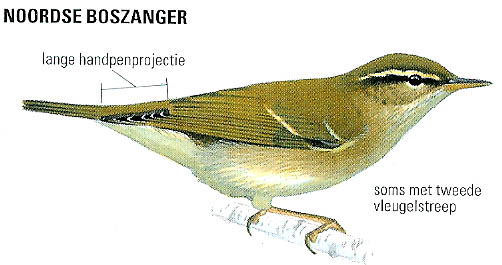 NOORDSE BOSZANGER
lange handpenprojectie
soms met tweede
vleugelstreep